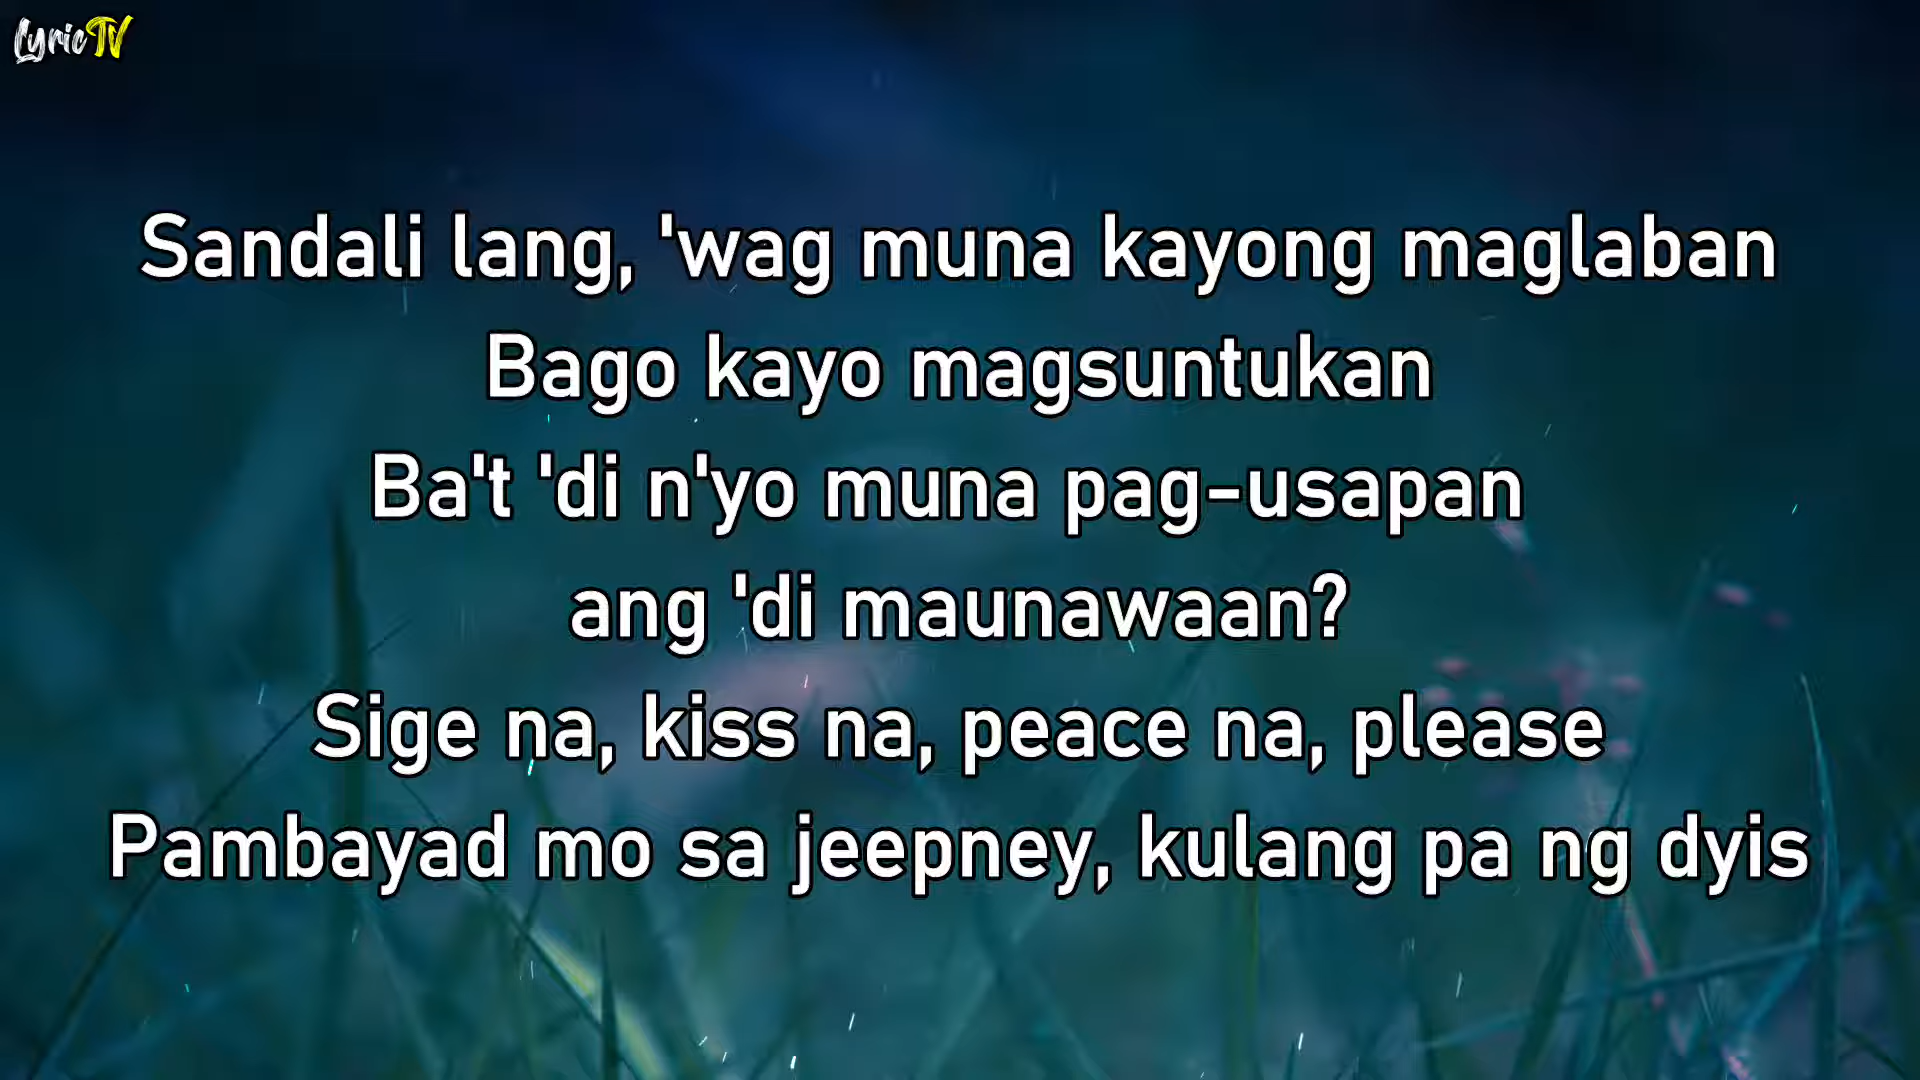 LyricTV
Sandali lang, 'wag muna kayong maglaban
Bago kayo magsuntukan
Ba't 'di n'yo muna pag-usapan
ang 'di maunawaan?
Sige na, kiss na, peace na, please
Pambayad mo sa jeepney, kulang pa ng dyis